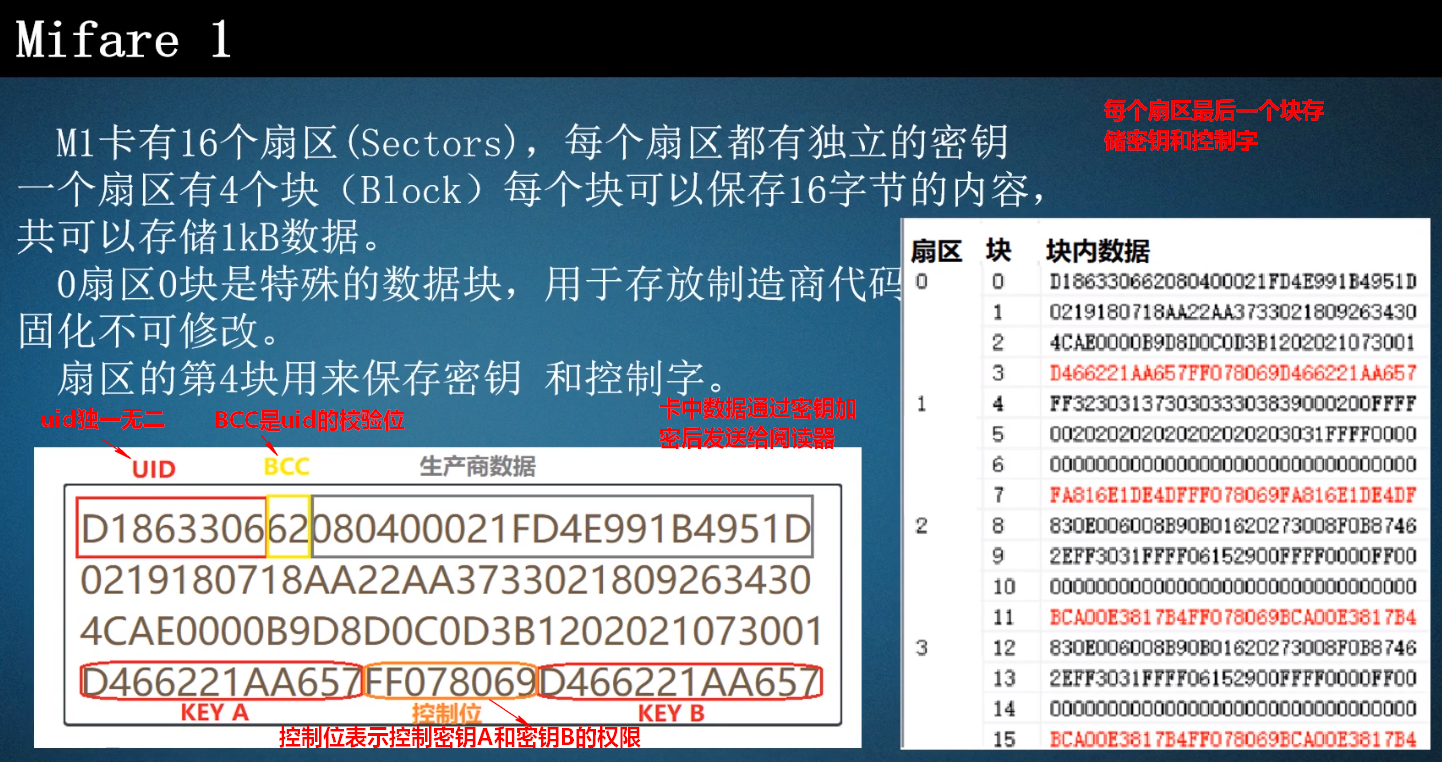 Mifare 1
每个扇区最后一个块存
储密钥和控制字
M1卡有16个扇区(Sectors)，每个扇区都有独立的密钥
一个扇区有4个块（Block）每个块可以保存16字节的内容，
共可以存储1kB数据。
0扇区0块是特殊的数据块，用于存放制造商代码
固化不可修改。
扇区的第4块用来保存密钥 和控制字。
uid独一无二
BCC是uid的校验位
卡中数据通过密钥加
密后发送给阅读器
UID BCC 生产商数据
D186330662080400021FD4E991B4951D
0219180718AA22AA3733021809263430
4CAE0000B9D8D0C0D3B1202021073001
D466221AA657FF078069D466221AA657
KEY A 控制位 KEY B
控制位表示控制密钥A和密钥B的权限
扇区 块 块内数据
0 0 D186330662080400021FD4E991B4951D
1 0219180718AA22AA3733021809263430
2 4CAE0000B9D8D0C0D3B1202021073001
3 D466221AA657FF078069D466221AA657
1 4 FF32303137303033303839000200FFFF
5 002020202020202020203031FFFF0000
6 00000000000000000000000000000000
7 FA816E1DE4DFFF078069FA816E1DE4DF
2 8 830E006008B90B01620273008F0B8746
9 2EFF3031FFFF06152900FFFF0000FF00
10 00000000000000000000000000000000
11 BCA00E3817B4FF078069BCA00E3817B4
3 12 830E006008B90B01620273008F0B8746
13 2EFF3031FFFF06152900FFFF0000FF00
14 00000000000000000000000000000000
15 BCA00E3817B4FF078069BCA00E3817B4